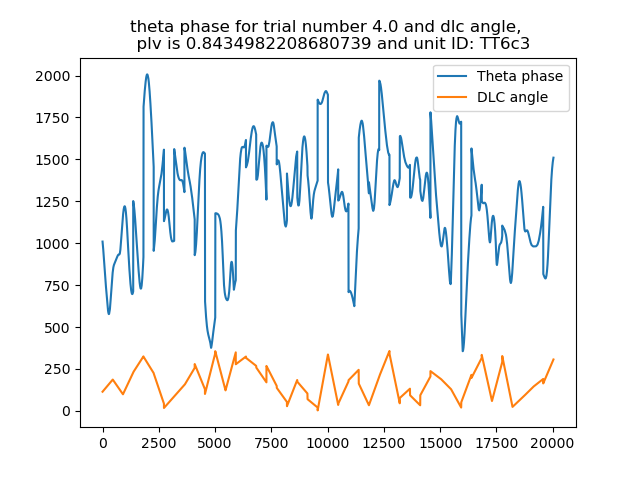 theta phase for trial number 4.0 and dlc angle,
plv is 0.8434982208680739 and unit ID: TT6c3
Theta phase
DLC angle
2000
1750
1500
1250
1000
750
500
250
0
0 2500 5000 7500 10000 12500 15000 17500 20000